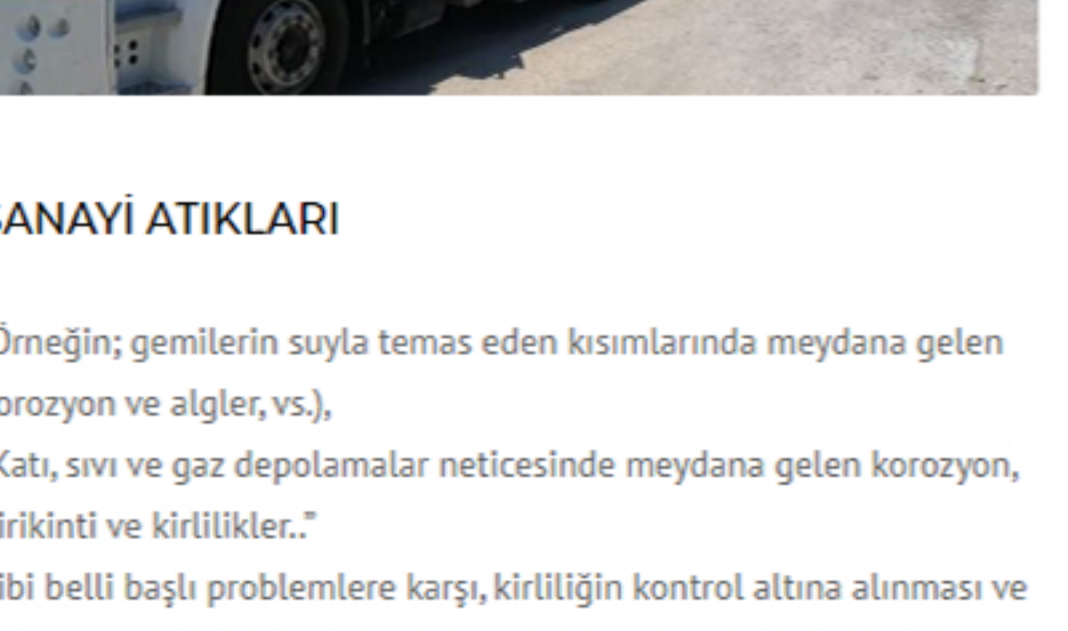 SANAYİ ATIKLARI
Örneğin; gemilerin suyla temas eden kısımlarında meydana gelen
orozyon ve algler, vs.),
Katı, sıvı ve gaz depolamalar neticesinde meydana gelen korozyon,
irikinti ve kirlilikler.."
ibi belli başlı problemlere karşı, kirliliğin kontrol altına alınması ve